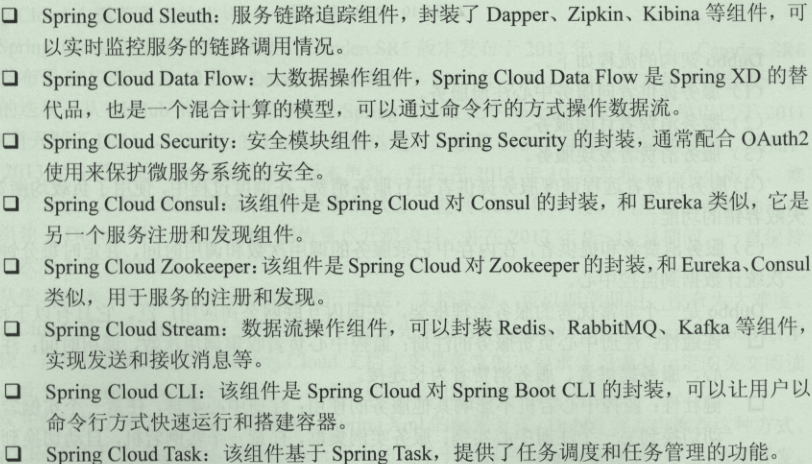 ❑ Spring Cloud Sleuth：服务链路追踪组件，封装了 Dapper、Zipkin、Kibina 等组件，可
以实时监控服务的链路调用情况。
❑ Spring Cloud Data Flow：大数据操作组件，Spring Cloud Data Flow 是 Spring XD 的替
代品，也是一个混合计算的模型，可以通过命令行的方式操作数据流。
❑ Spring Cloud Security：安全模块组件，是对 Spring Security 的封装，通常配合 OAuth2
使用来保护微服务系统的安全。
❑ Spring Cloud Consul：该组件是 Spring Cloud 对 Consul 的封装，和 Eureka 类似，它是
另一个服务注册和发现组件。
❑ Spring Cloud Zookeeper：该组件是 Spring Cloud 对 Zookeeper 的封装，和 Eureka、Consul
类似，用于服务的注册和发现。
❑ Spring Cloud Stream：数据流操作组件，可以封装 Redis、RabbitMQ、Kafka 等组件，
实现发送和接收消息等。
❑ Spring Cloud CLI：该组件是 Spring Cloud 对 Spring Boot CLI 的封装，可以让用户以
命令行方式快速运行和搭建容器。
❑ Spring Cloud Task：该组件基于 Spring Task，提供了任务调度和任务管理的功能。